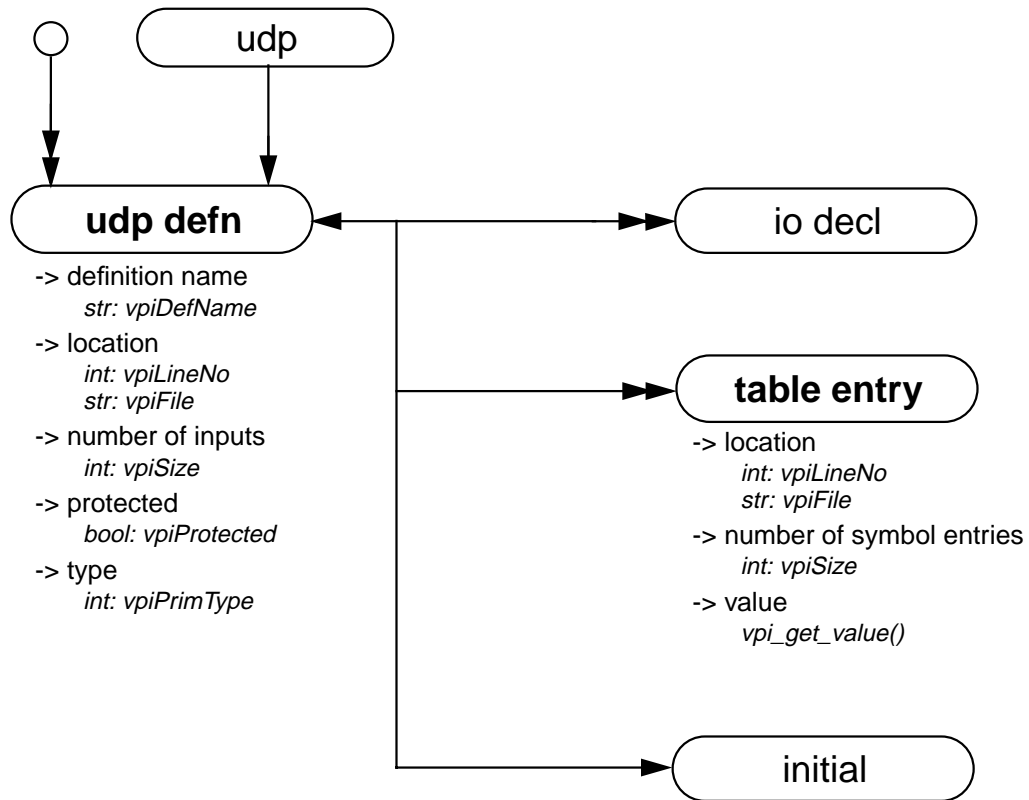 udp
udp defn
-> definition name
str: vpiDefName
-> location
int: vpiLineNo
str: vpiFile
-> number of inputs
int: vpiSize
-> protected
bool: vpiProtected
-> type
int: vpiPrimType
io decl
table entry
-> location
int: vpiLineNo
str: vpiFile
-> number of symbol entries
int: vpiSize
-> value
vpi_get_value()
initial